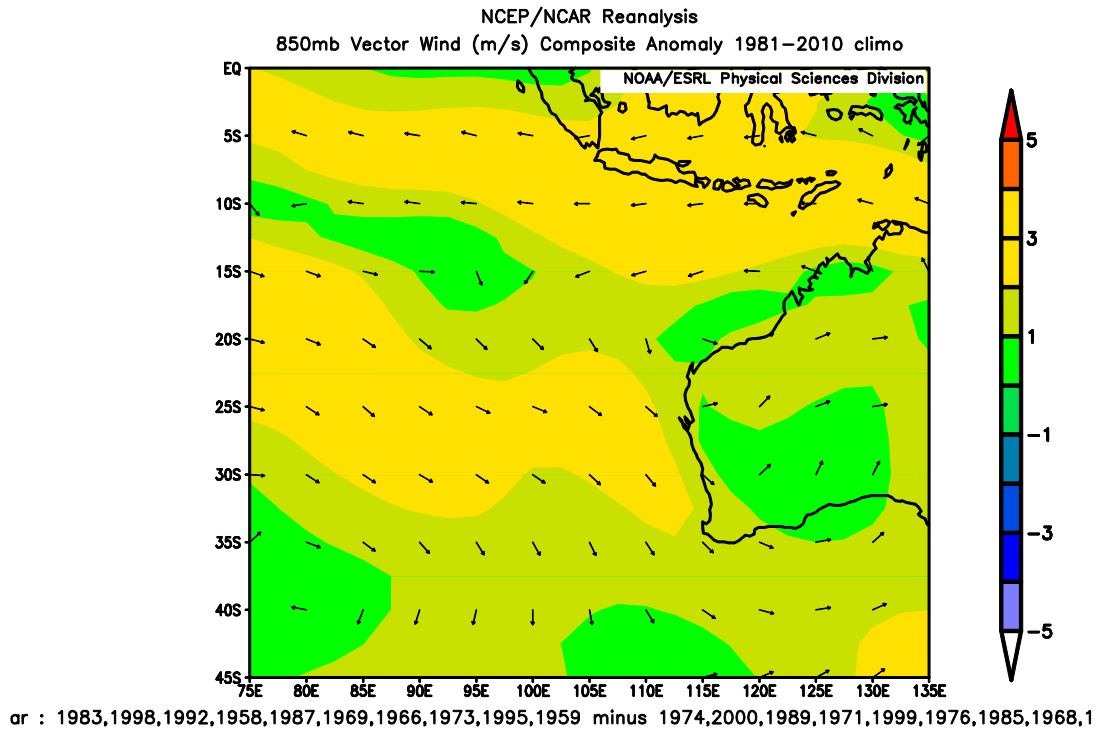 NCEP/NCAR Reanalysis
850mb Vector Wind (m/s) Composite Anomaly 1981-2010 climo
NOAA/ESRL Physical Sciences Division
EQ
5S
10S
15S
20S
25S
30S
35S
40S
45S
75E 80E 85E 90E 95E 100E 105E 110E 115E 120E 125E 130E 135E
5
3
1
-1
-3
-5
ar : 1983,1998,1992,1958,1987,1969,1966,1973,1995,1959 minus 1974,2000,1989,1971,1999,1976,1985,1968,1